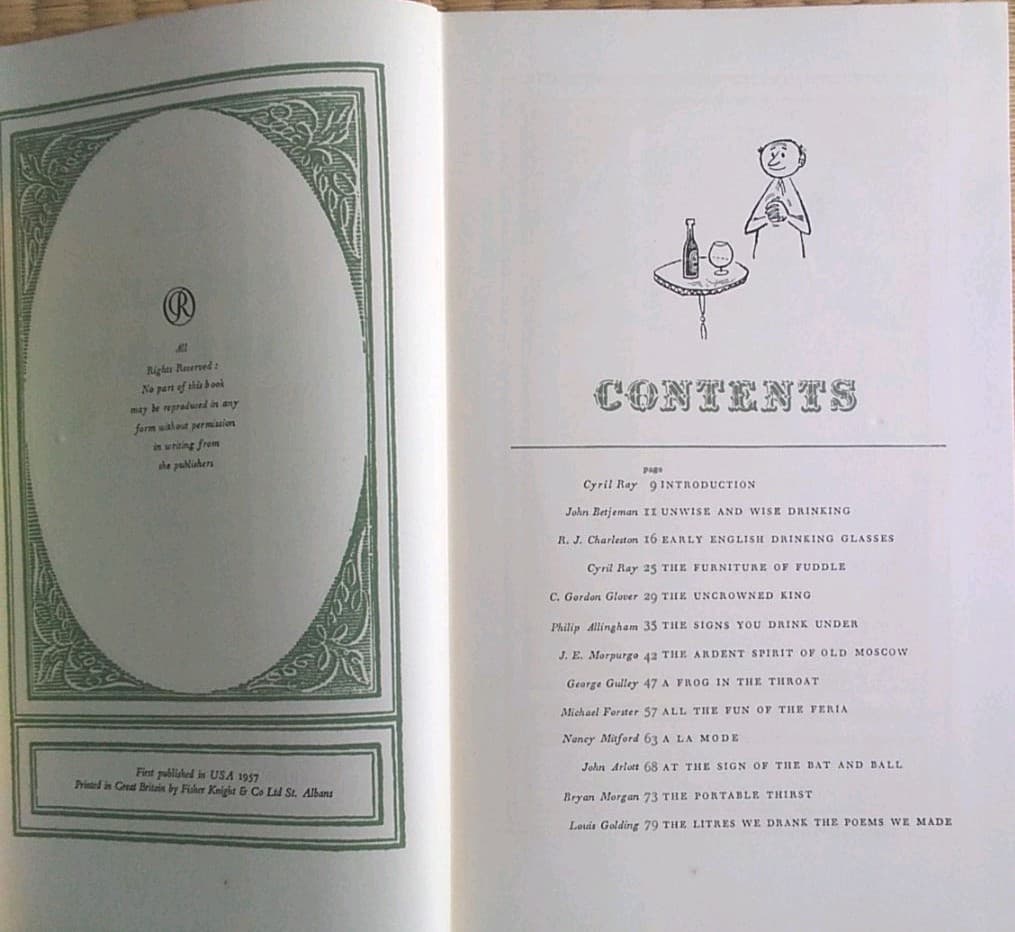 R
All
Rights Reserved:
No part of this book
may be reproduced in any
form without permission
in writing from
the publishers
First published in USA 1957
Printed in Great Britain by Fisher Knight & Co Ltd St. Albans
CONTENTS
page
Cyril Ray 9 INTRODUCTION
John Betjeman 11 UNWISE AND WISE DRINKING
R. J. Charleston 16 EARLY ENGLISH DRINKING GLASSES
Cyril Ray 25 THE FURNITURE OF FUDDLE
C. Gordon Glover 29 THE UNCROWNED KING
Philip Allingham 35 THE SIGNS YOU DRINK UNDER
J. E. Morpurgo 42 THE ARDENT SPIRIT OF OLD MOSCOW
George Gulley 47 A FROG IN THE THROAT
Michael Forster 57 ALL THE FUN OF THE FERIA
Nancy Mitford 63 A LA MODE
John Arlott 68 AT THE SIGN OF THE BAT AND BALL
Bryan Morgan 73 THE PORTABLE THIRST
Louis Golding 79 THE LITRES WE DRANK THE POEMS WE MADE